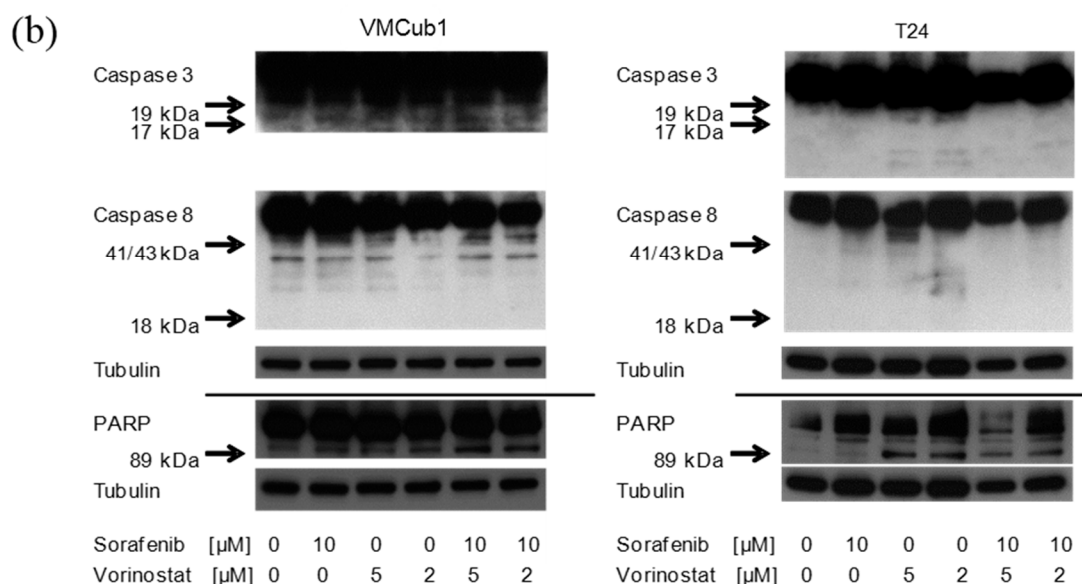 (b)
VMCub1 T24
Caspase 3 Caspase 3
19 kDa 19 kDa
17 kDa 17 kDa
Caspase 8 Caspase 8
41/43 kDa 41/43 kDa
18 kDa 18 kDa
Tubulin Tubulin
PARP PARP
89 kDa 89 kDa
Tubulin Tubulin
Sorafenib [µM] 0 10 0 0 10 10 Sorafenib [µM] 0 10 0 0 10 10
Vorinostat [µM] 0 0 5 2 5 2 Vorinostat [µM] 0 0 5 2 5 2